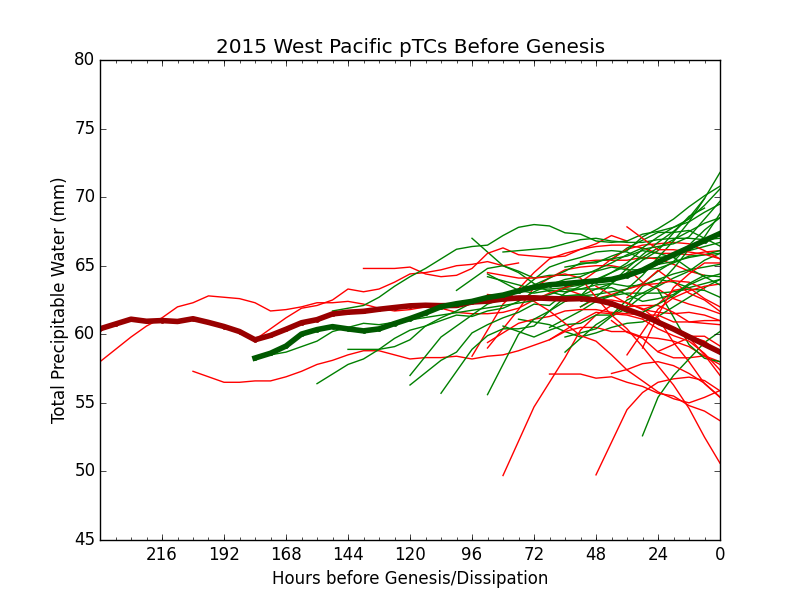 2015 West Pacific pTCs Before Genesis
80
75
70
65
60
55
50
45
Total Precipitable Water (mm)
216 192 168 144 120 96 72 48 24 0
Hours before Genesis/Dissipation